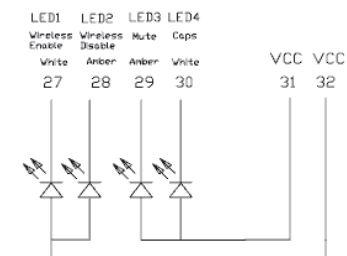 LED1 LED2 LED3 LED4
Wireless Enable Wireless Disable Mute Caps
White Amber Amber White VCC VCC
27 28 29 30 31 32